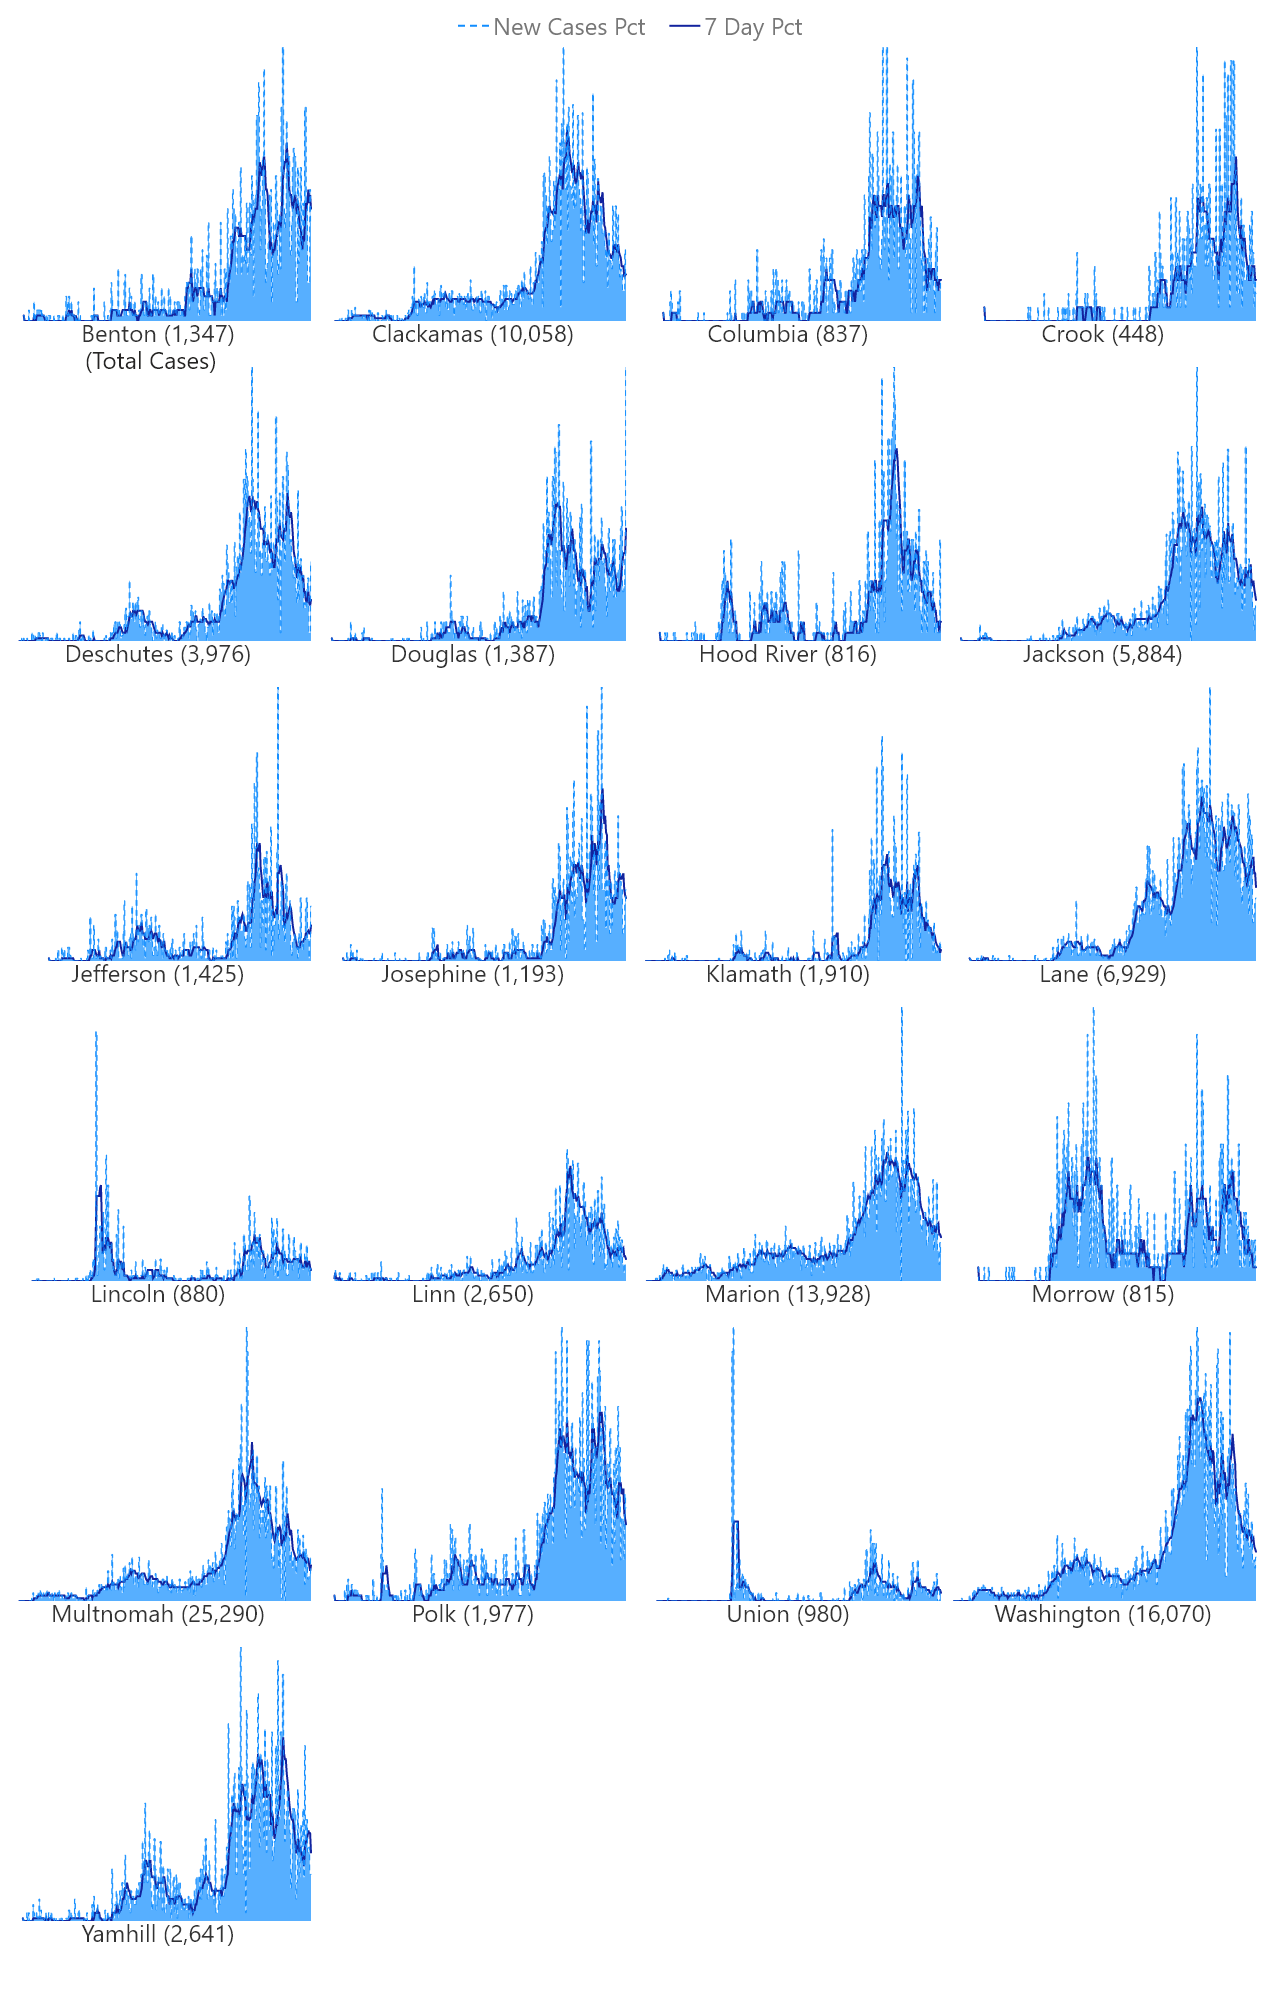 New Cases Pct 7 Day Pct
Benton (1,347) Clackamas (10,058) Columbia (837) Crook (448)
(Total Cases)
Deschutes (3,976) Douglas (1,387) Hood River (816) Jackson (5,884)
Jefferson (1,425) Josephine (1,193) Klamath (1,910) Lane (6,929)
Lincoln (880) Linn (2,650) Marion (13,928) Morrow (815)
Multnomah (25,290) Polk (1,977) Union (980) Washington (16,070)
Yamhill (2,641)